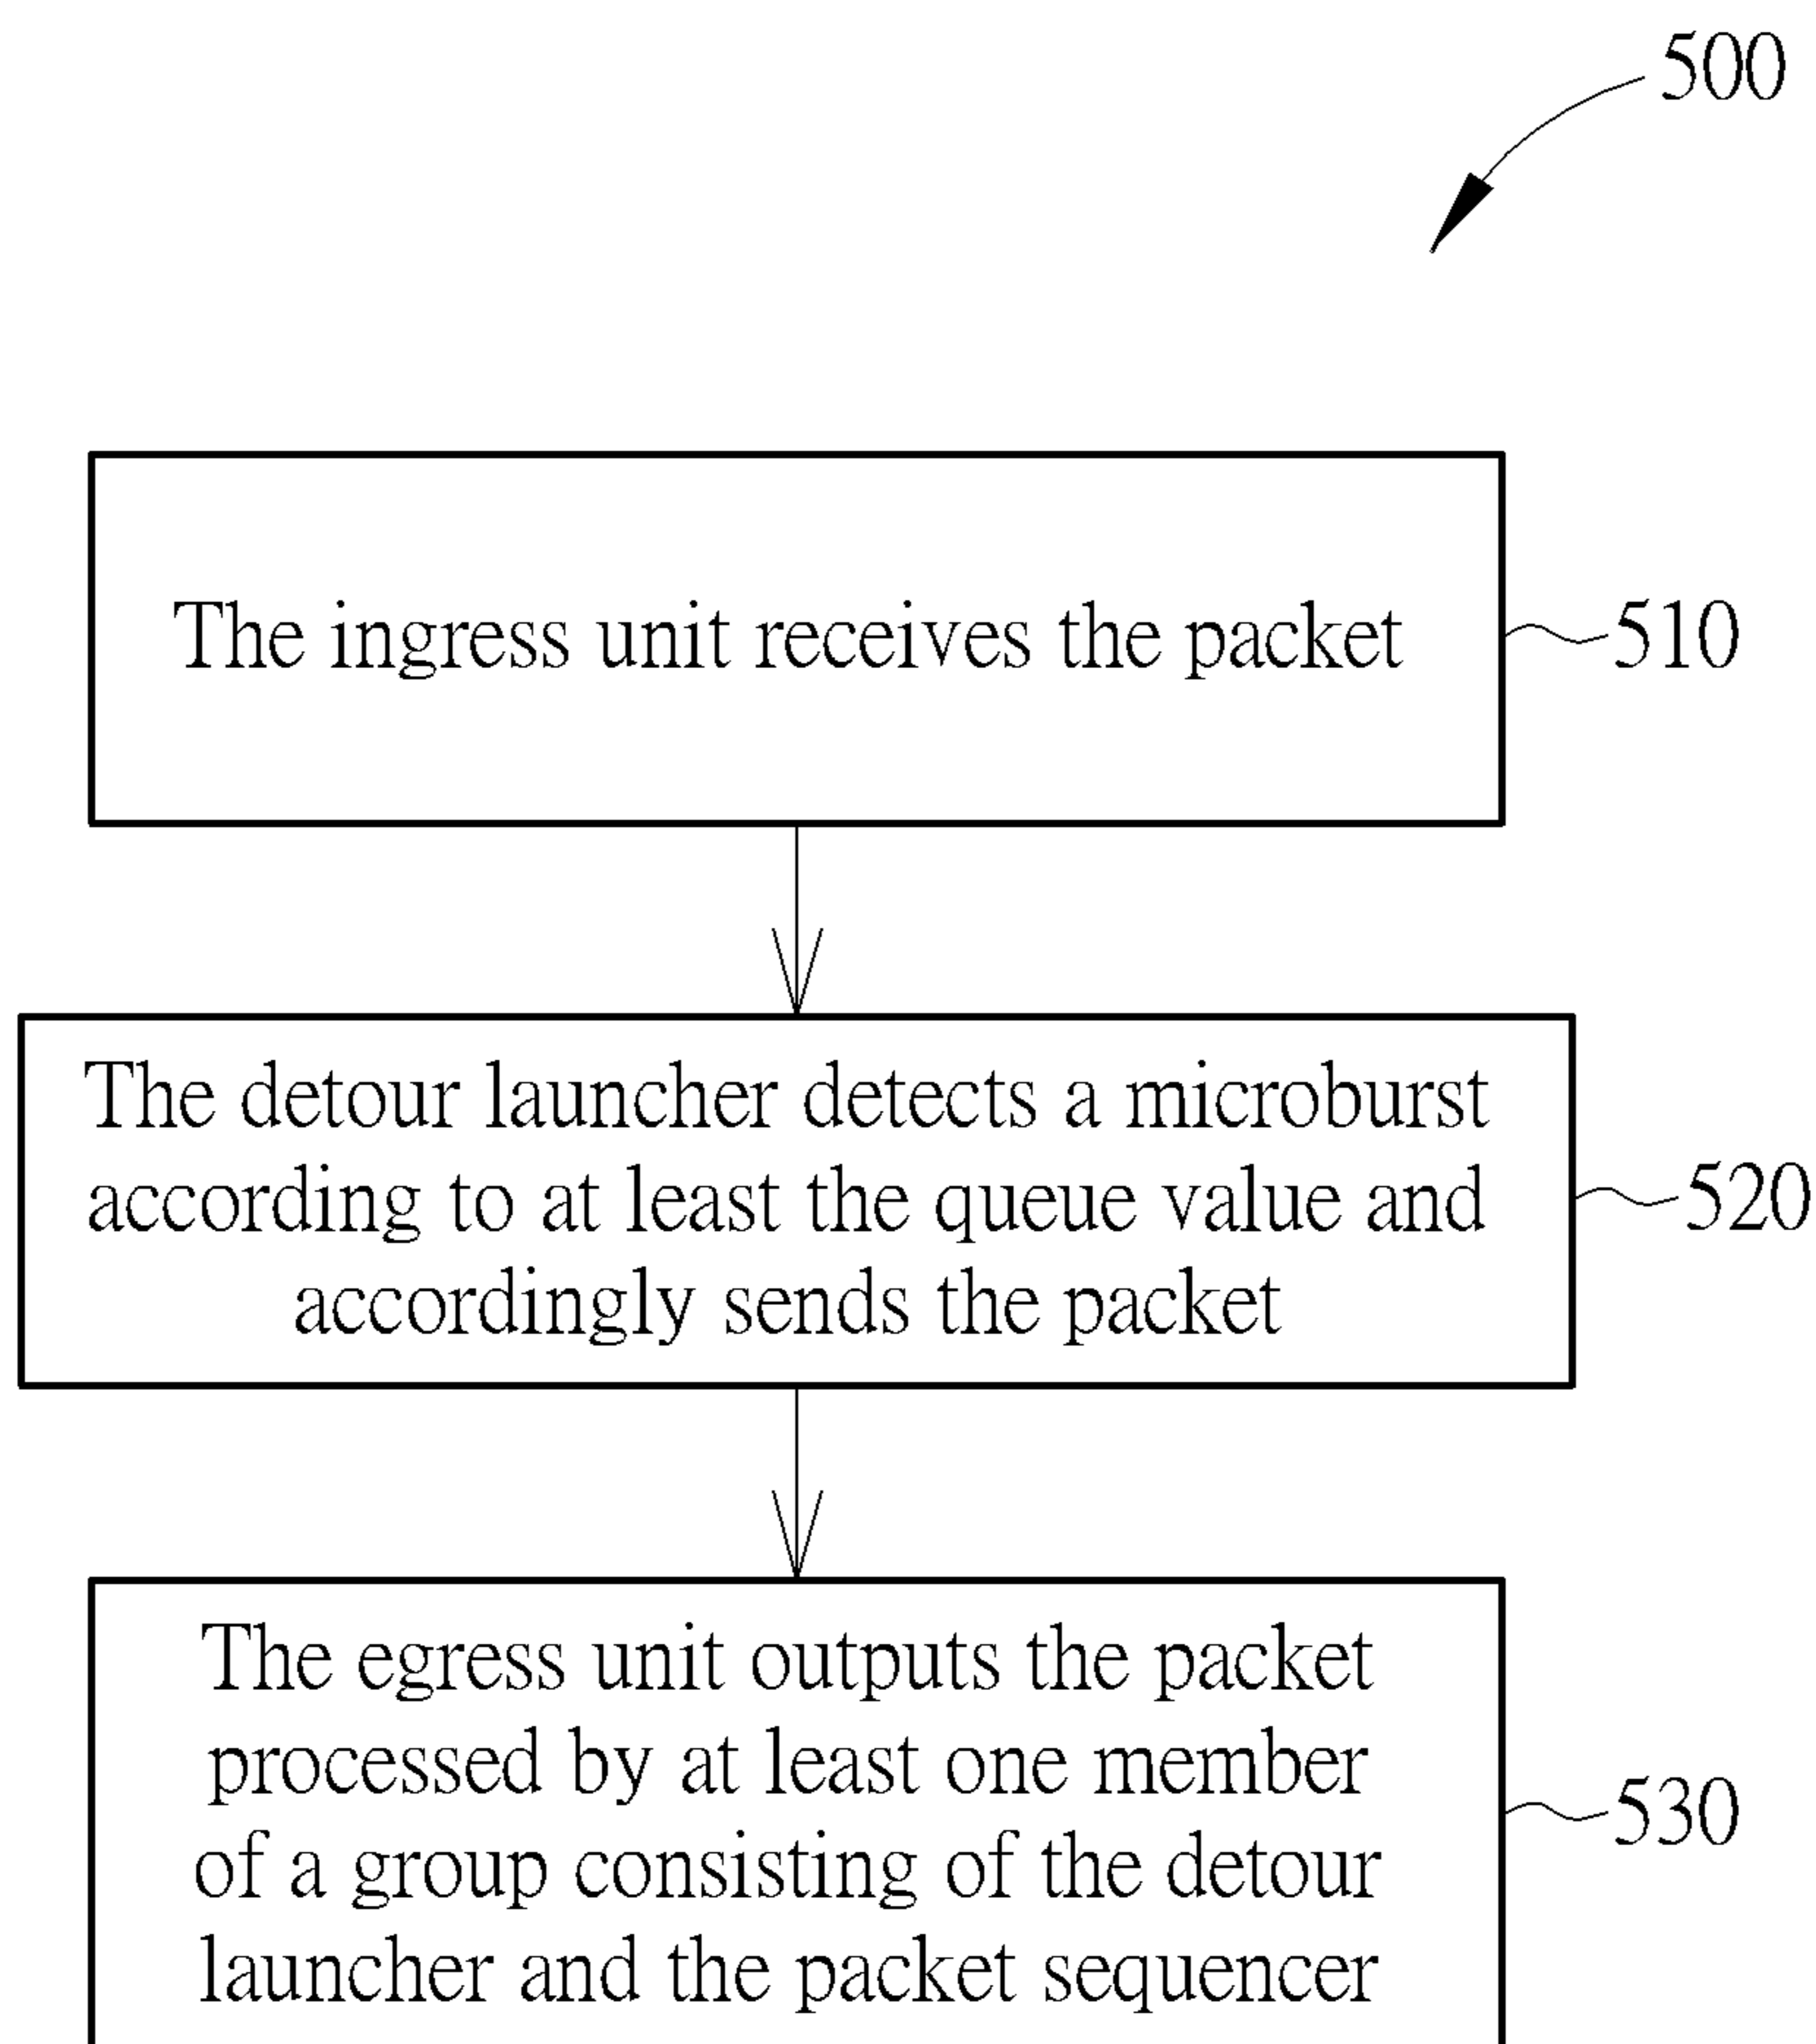 500
The ingress unit receives the packet
510
The detour launcher detects a microburst
according to at least the queue value and
accordingly sends the packet
520
The egress unit outputs the packet
processed by at least one member
of a group consisting of the detour
launcher and the packet sequencer
530